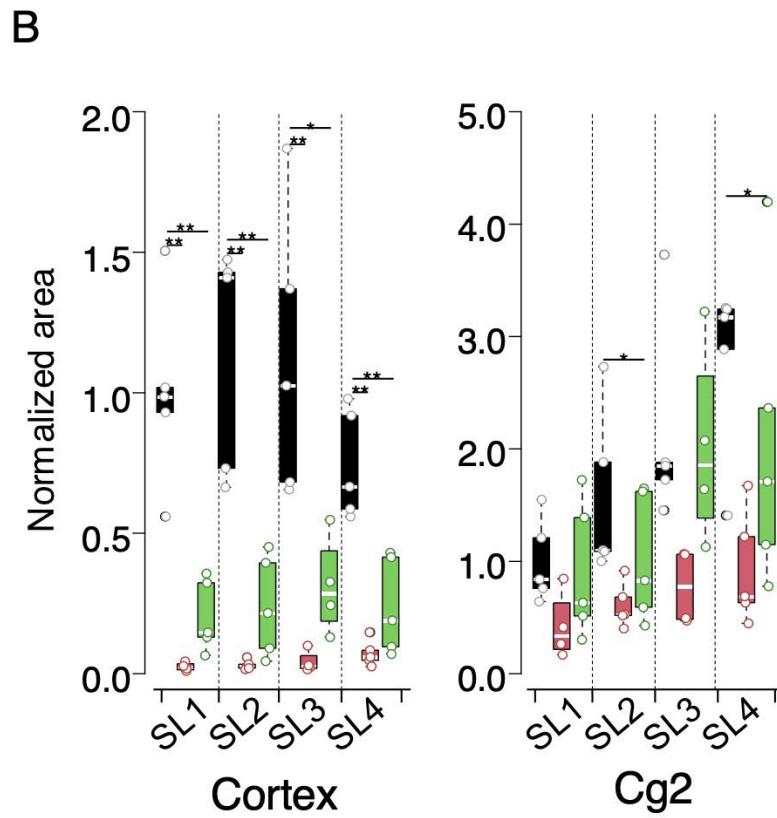 B
Normalized area
2.0
1.5
1.0
0.5
0.0
**
**
**
**
*
**
**
**
SL1
SL2
SL3
SL4
Cortex
5.0
4.0
3.0
2.0
1.0
0.0
*
*
SL1
SL2
SL3
SL4
Cg2